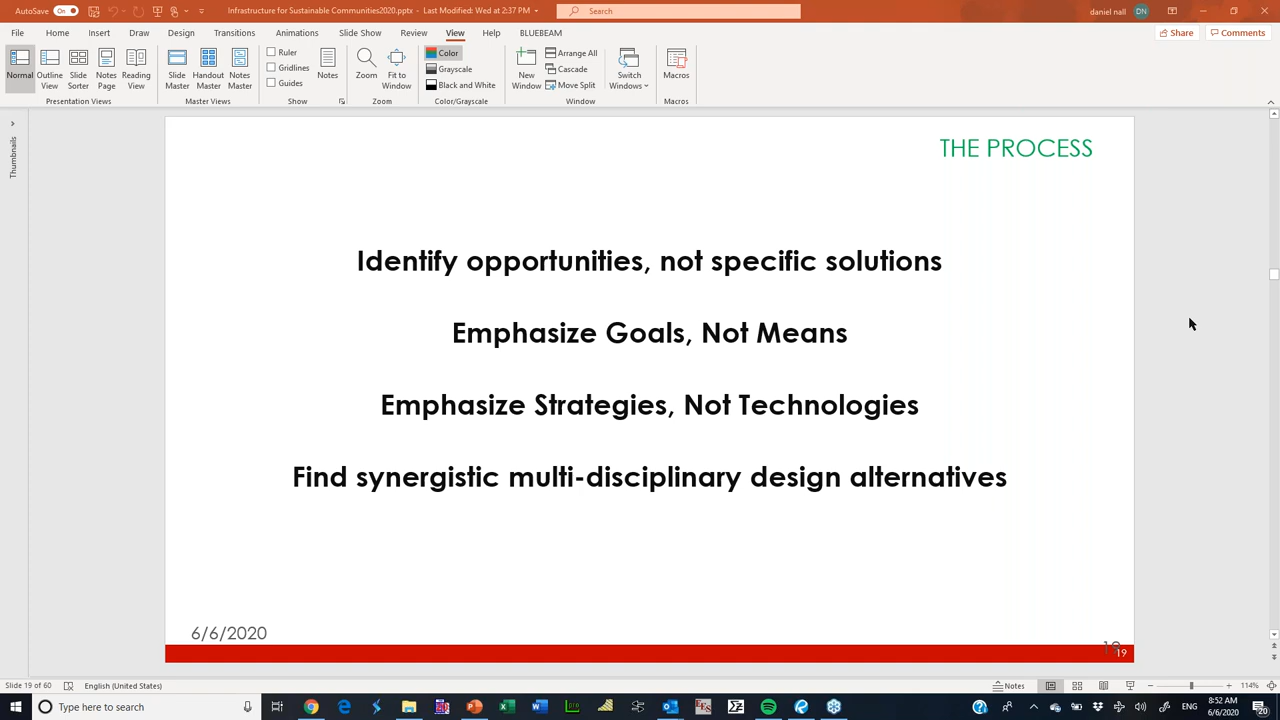 AutoSave On
Infrastructure for Sustainable Communities2020.pptx - Last Modified: Wed at 2:37 PM
Search
daniel nall DN
File Home Insert Draw Design Transitions Animations Slide Show Review View Help BLUEBEAM
Share Comments
Normal Outline View Slide Sorter Notes Page Reading View
Presentation Views
Slide Master Handout Master Notes Master
Master Views
Ruler
Gridlines
Guides
Show
Notes
Zoom Fit to Window
Zoom
Color
Grayscale
Black and White
Color/Grayscale
New Window
Arrange All
Cascade
Move Split
Switch Windows
Window
Macros
Macros
Thumbnails
THE PROCESS
Identify opportunities, not specific solutions
Emphasize Goals, Not Means
Emphasize Strategies, Not Technologies
Find synergistic multi-disciplinary design alternatives
6/6/2020
19
19
Slide 19 of 60 English (United States)
Notes 114%
Type here to search
ENG
8:52 AM
6/6/2020